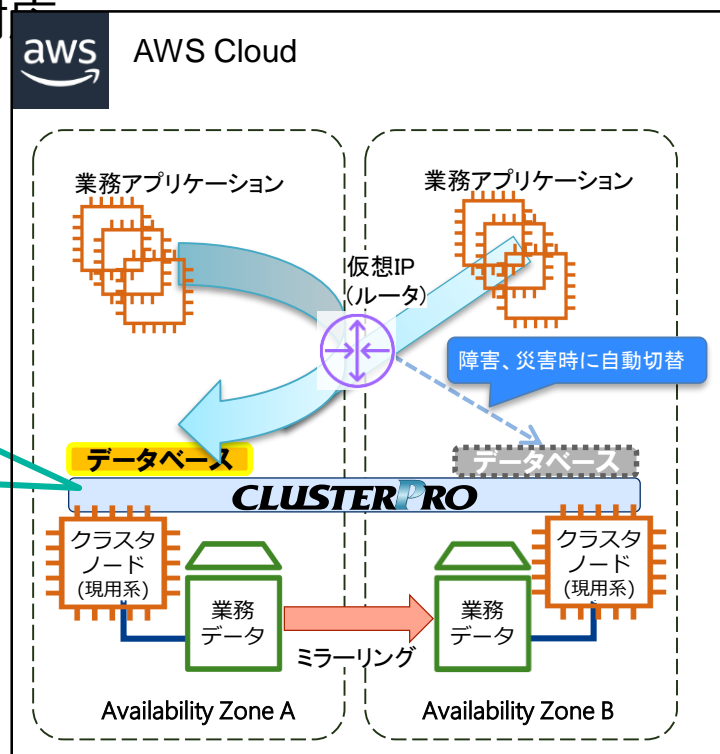 aws
AWS Cloud
業務アプリケーション
業務アプリケーション
仮想IP
(ルータ)
障害、災害時に自動切替
データベース
データベース
CLUSTERPRO
クラスタ
ノード
(現用系)
クラスタ
ノード
(現用系)
業務
データ
業務
データ
ミラーリング
Availability Zone A
Availability Zone B